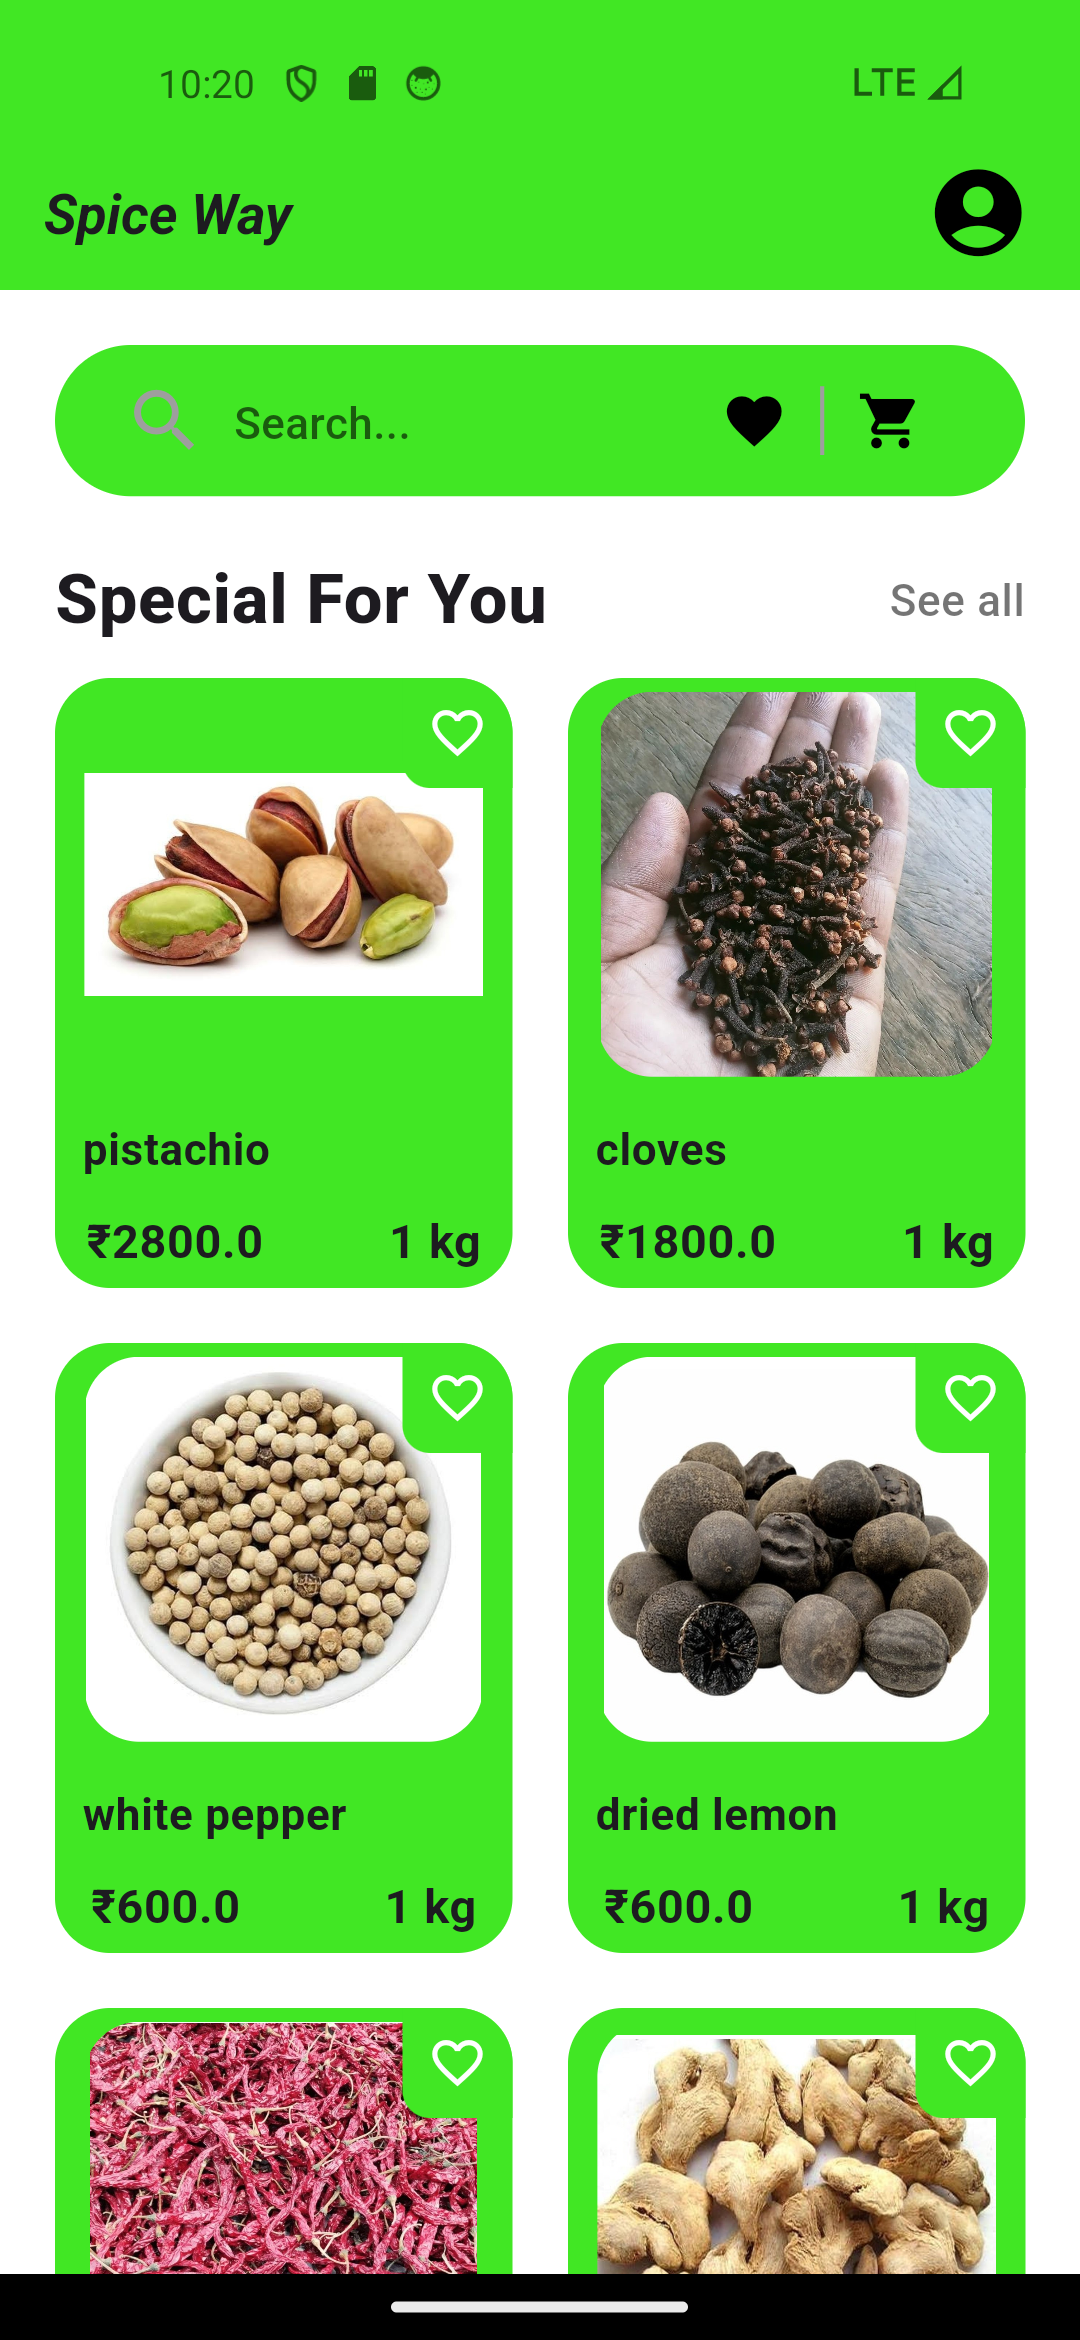 10:20 LTE
Spice Way
Search...
Special For You See all
pistachio cloves
₹2800.0 1 kg ₹1800.0 1 kg
white pepper dried lemon
₹600.0 1 kg ₹600.0 1 kg